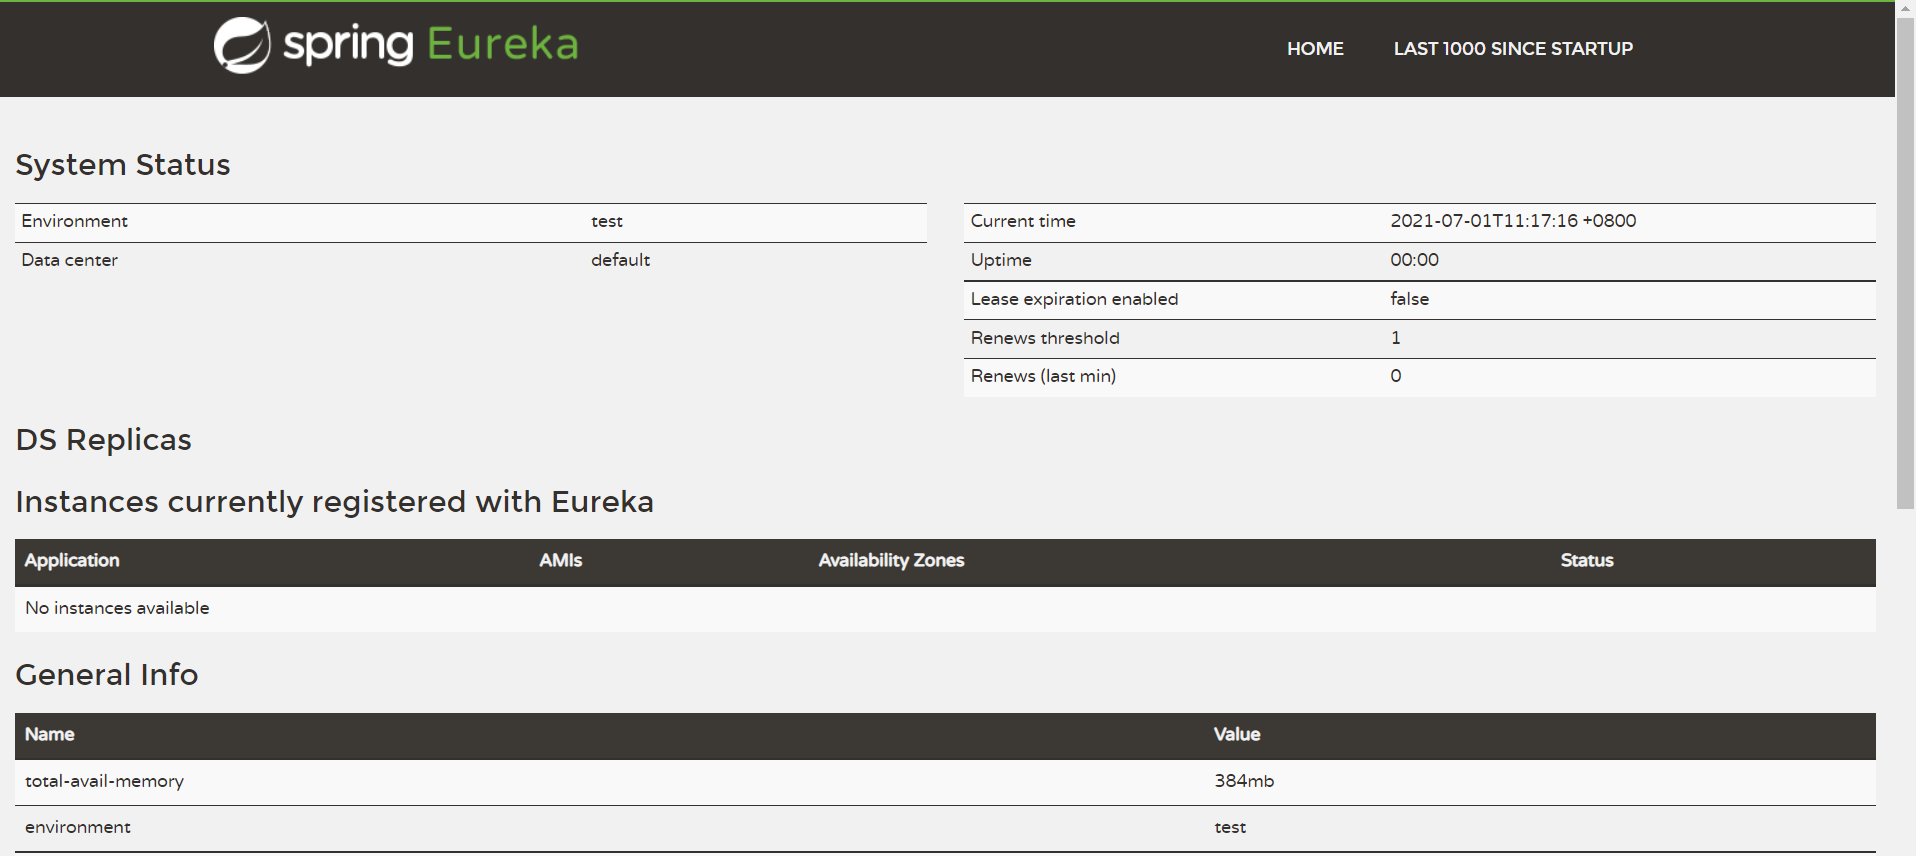 spring Eureka
HOME LAST 1000 SINCE STARTUP
System Status
Environment test
Data center default
Current time 2021-07-01T11:17:16 +0800
Uptime 00:00
Lease expiration enabled false
Renews threshold 1
Renews (last min) 0
DS Replicas
Instances currently registered with Eureka
Application AMIs Availability Zones Status
No instances available
General Info
Name Value
total-avail-memory 384mb
environment test